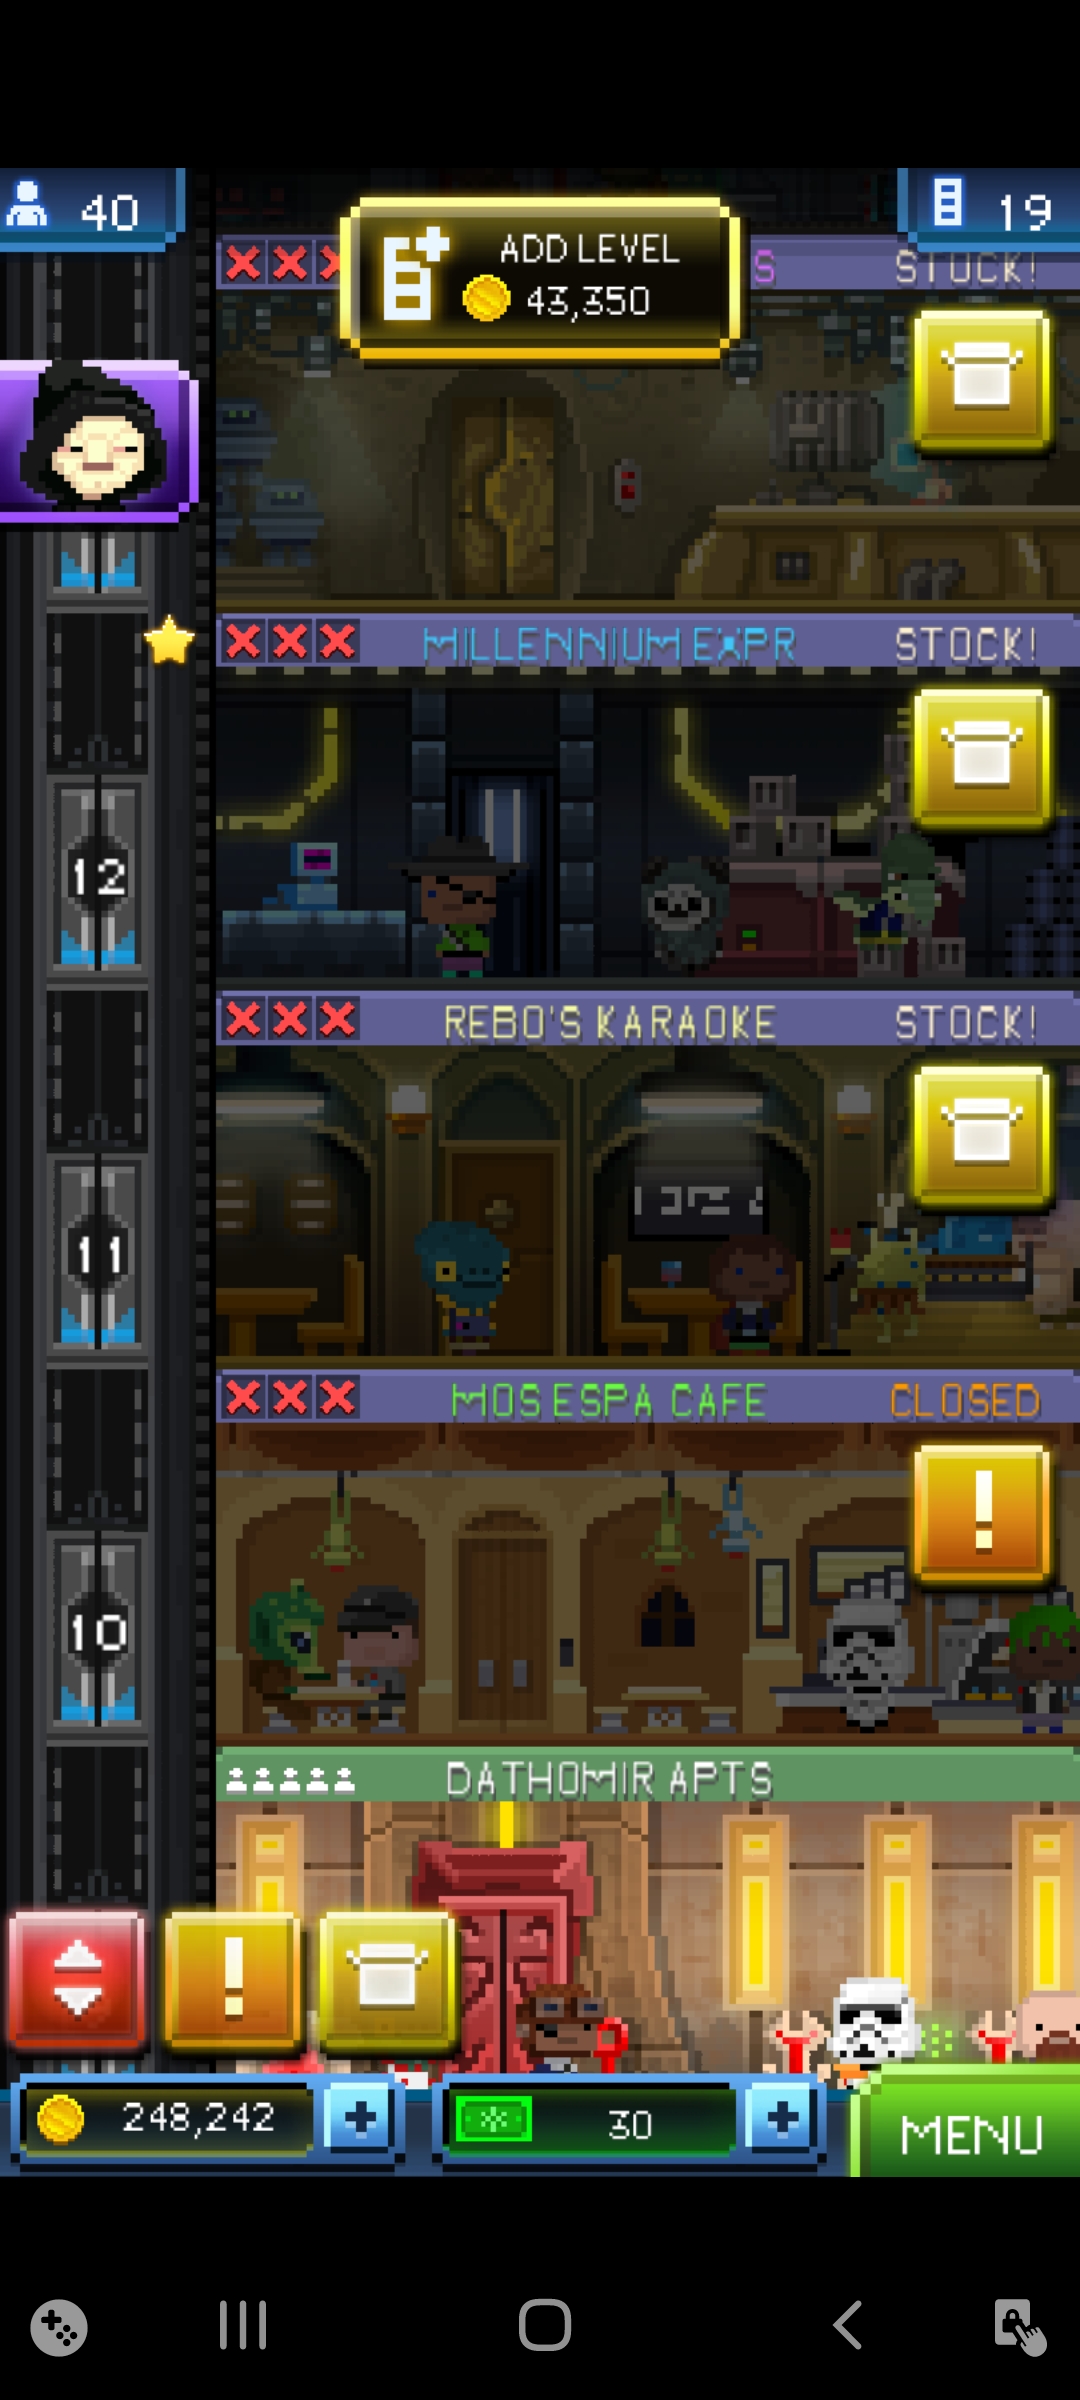 40
19
ADD LEVEL
43,350
S
STOCK!
MILLENNIUM EXPR
STOCK!
12
REBO'S KARAOKE
STOCK!
11
MOS ESPA CAFE
CLOSED
!
10
DATHOMIR APTS
!
248,242
+
30
+
MENU